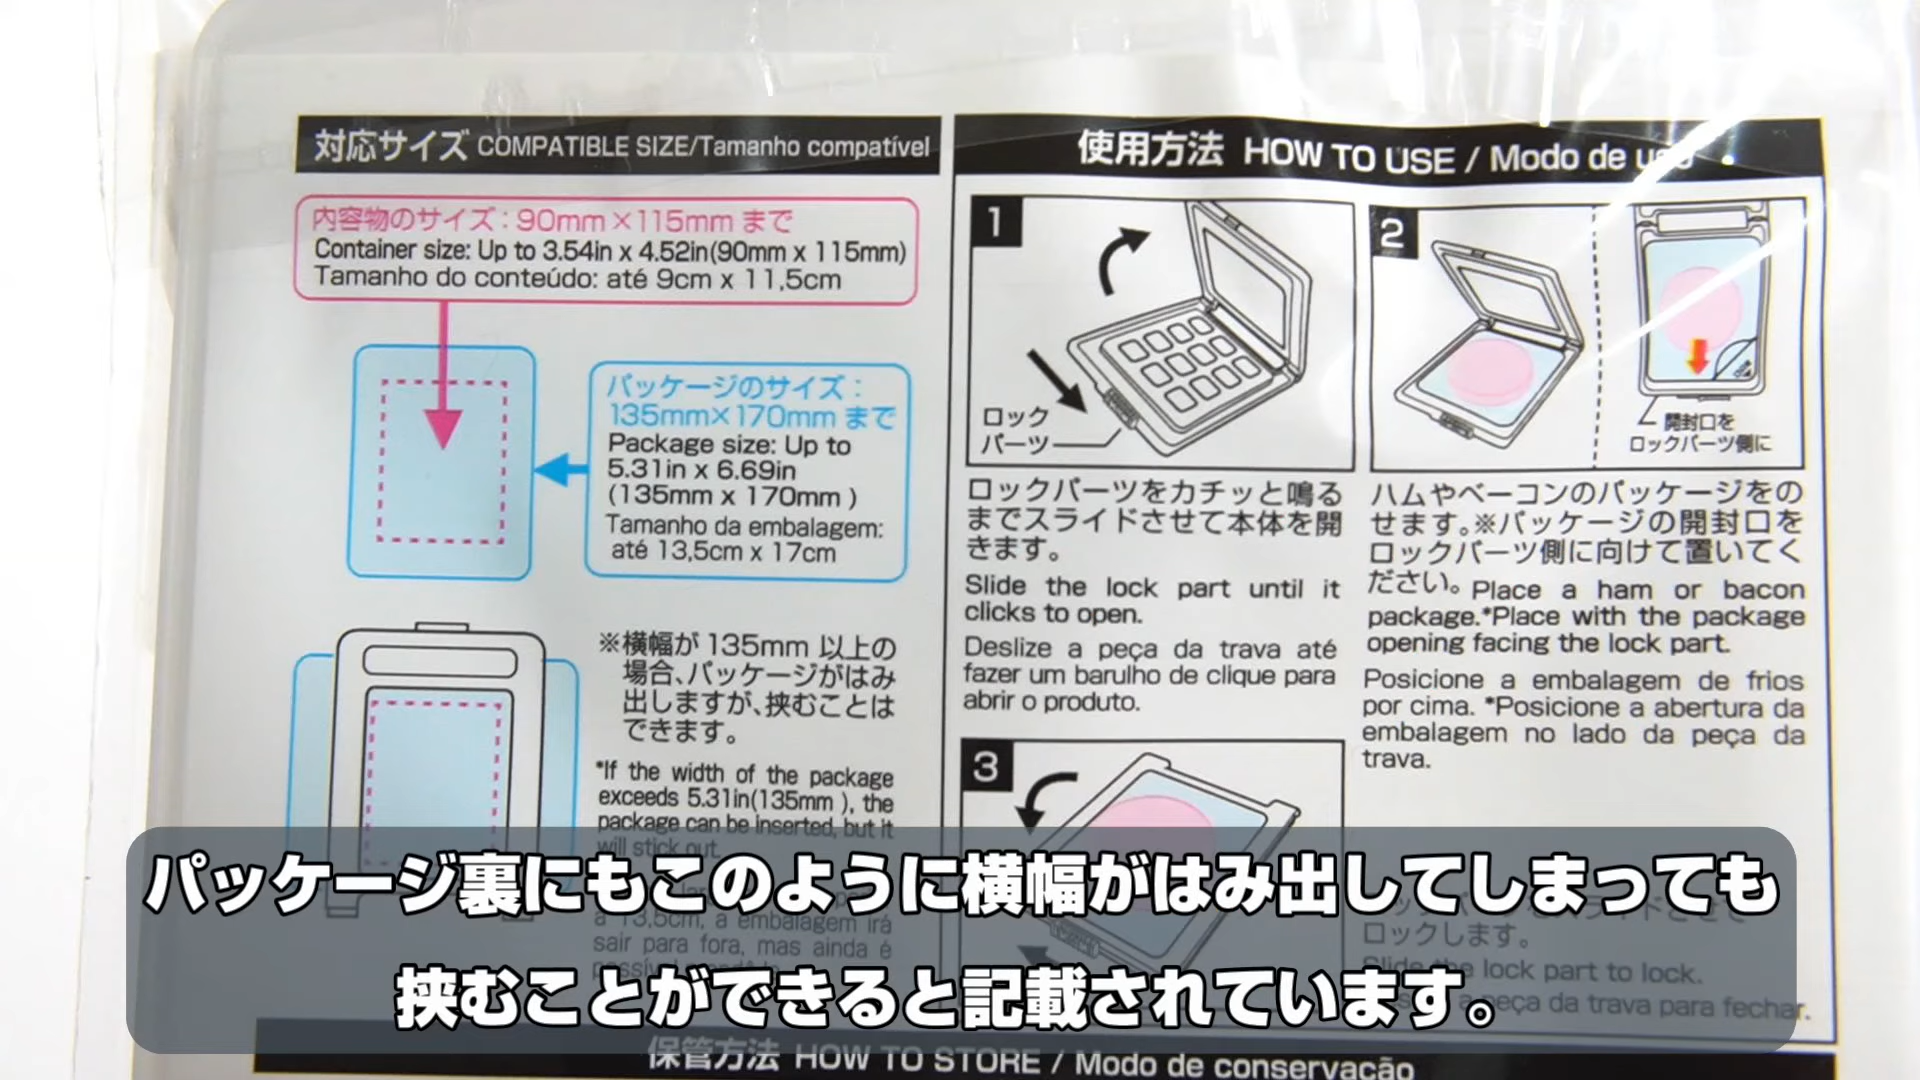 対応サイズ COMPATIBLE SIZE/Tamanho compatível
内容物のサイズ：90mm×115mm まで
Container size: Up to 3.54in x 4.52in(90mm x 115mm)
Tamanho do conteúdo: até 9cm x 11,5cm
パッケージのサイズ：
135mm×170mm まで
Package size: Up to
5.31in x 6.69in
(135mm x 170mm )
Tamanho da embalagem:
até 13,5cm x 17cm
※横幅が 135mm 以上の
場合、パッケージがはみ
出しますが、挟むことは
できます。
*If the width of the package
exceeds 5.31in(135mm ), the
package can be inserted, but it
will stick out.
a 13,5cm, a embalagem irá
sair para fora, mas ainda é
使用方法 HOW TO USE / Modo de uso
1
ロック
パーツ
ロックパーツをカチッと鳴る
までスライドさせて本体を開
きます。
Slide the lock part until it
clicks to open.
Deslize a peça da trava até
fazer um barulho de clique para
abrir o produto.
2
開封口を
ロックパーツ側に
ハムやベーコンのパッケージをの
せます。※パッケージの開封口を
ロックパーツ側に向けて置いてく
ださい。Place a ham or bacon
package.*Place with the package
opening facing the lock part.
Posicione a embalagem de frios
por cima. *Posicione a abertura da
embalagem no lado da peça da
trava.
3
ロックします。
Slide the lock part to lock.
a peça da trava para fechar.
パッケージ裏にもこのように横幅がはみ出してしまっても
挟むことができると記載されています。
保管方法 HOW TO STORE / Modo de conservação